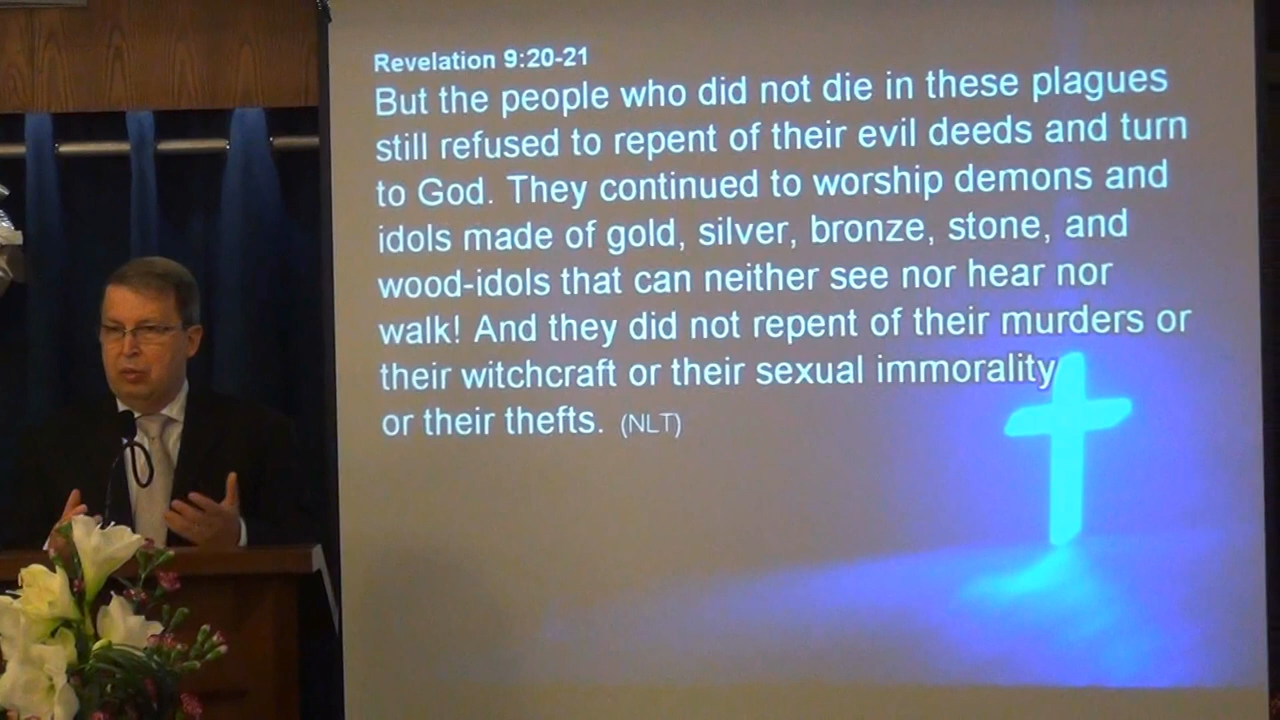 Revelation 9:20-21
But the people who did not die in these plagues
still refused to repent of their evil deeds and turn
to God. They continued to worship demons and
idols made of gold, silver, bronze, stone, and
wood-idols that can neither see nor hear nor
walk! And they did not repent of their murders or
their witchcraft or their sexual immorality
or their thefts. (NLT)